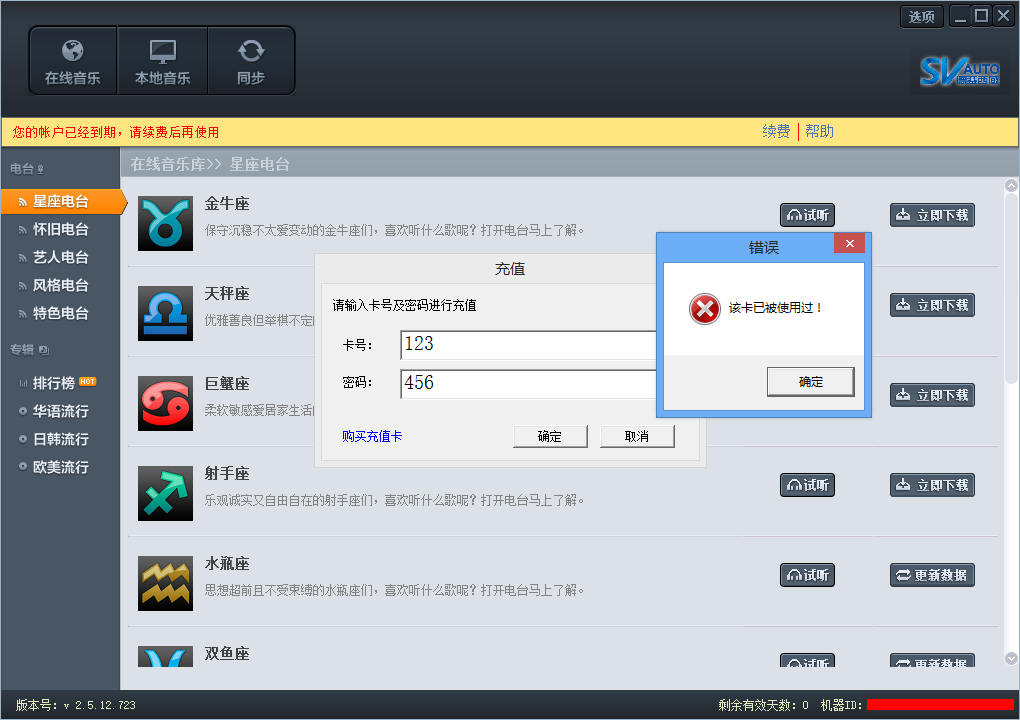 选项
在线音乐 本地音乐 同步
SV AUTO
您的帐户已经到期，请续费后再使用 续费 帮助
电台
在线音乐库>> 星座电台
星座电台
怀旧电台
艺人电台
风格电台
特色电台
专辑
排行榜 HOT
华语流行
日韩流行
欧美流行
金牛座
保守沉稳不太爱变动的金牛座们，喜欢听什么歌呢？打开电台马上了解。
试听 立即下载
天秤座
优雅善良但举棋不定
立即下载
巨蟹座
柔软敏感爱居家生活
立即下载
射手座
乐观诚实又自由自在的射手座们，喜欢听什么歌呢？打开电台马上了解。
试听 立即下载
水瓶座
思想超前且不受束缚的水瓶座们，喜欢听什么歌呢？打开电台马上了解。
试听 更新数据
双鱼座
试听 更新数据
充值
请输入卡号及密码进行充值
卡号： 123
密码： 456
购买充值卡 确定 取消
错误
该卡已被使用过！
确定
版本号：v 2.5.12.723 剩余有效天数：0 机器ID：